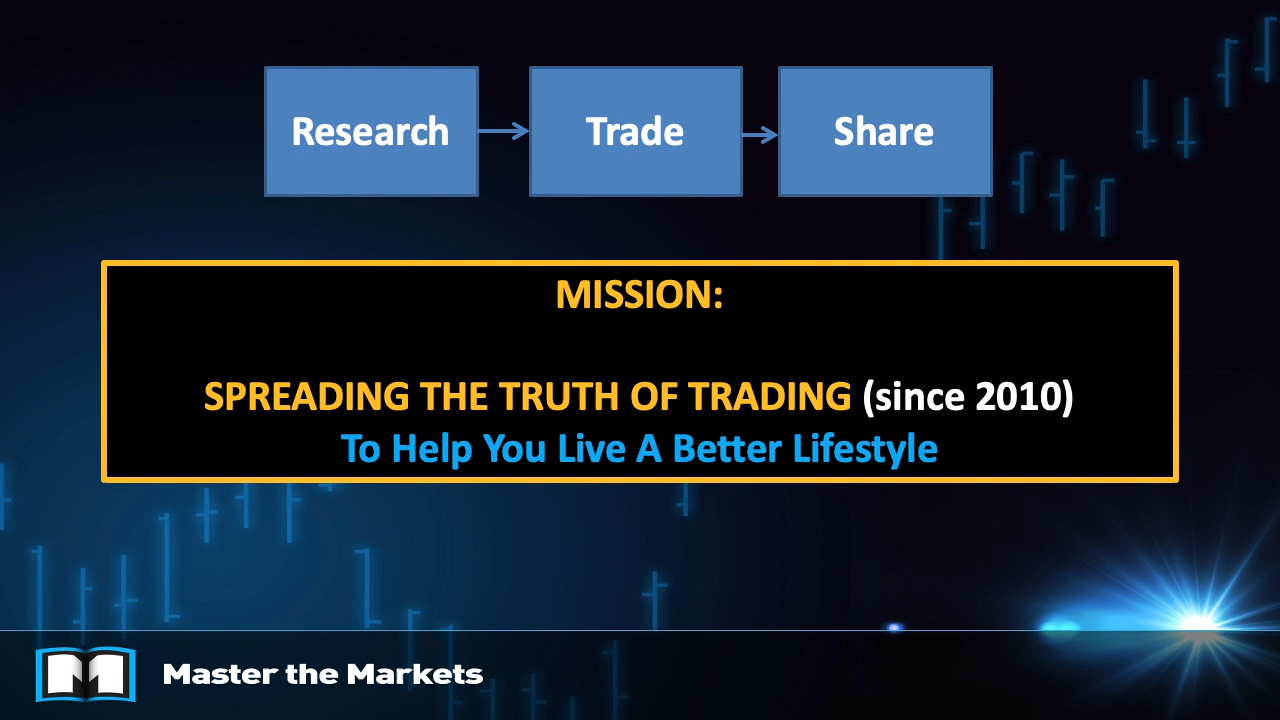 Research
Trade
Share
MISSION:
SPREADING THE TRUTH OF TRADING (since 2010)
To Help You Live A Better Lifestyle
Master the Markets